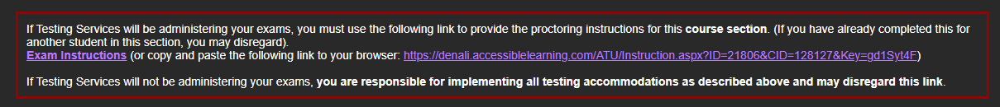 If Testing Services will be administering your exams, you must use the following link to provide the proctoring instructions for this course section. (If you have already completed this for
another student in this section, you may disregard).
Exam Instructions (or copy and paste the following link to your browser: https://denali.accessiblelearning.com/ATU/Instruction.aspx?ID=21806&CID=128127&Key=gd1Syt4F)
If Testing Services will not be administering your exams, you are responsible for implementing all testing accommodations as described above and may disregard this link.